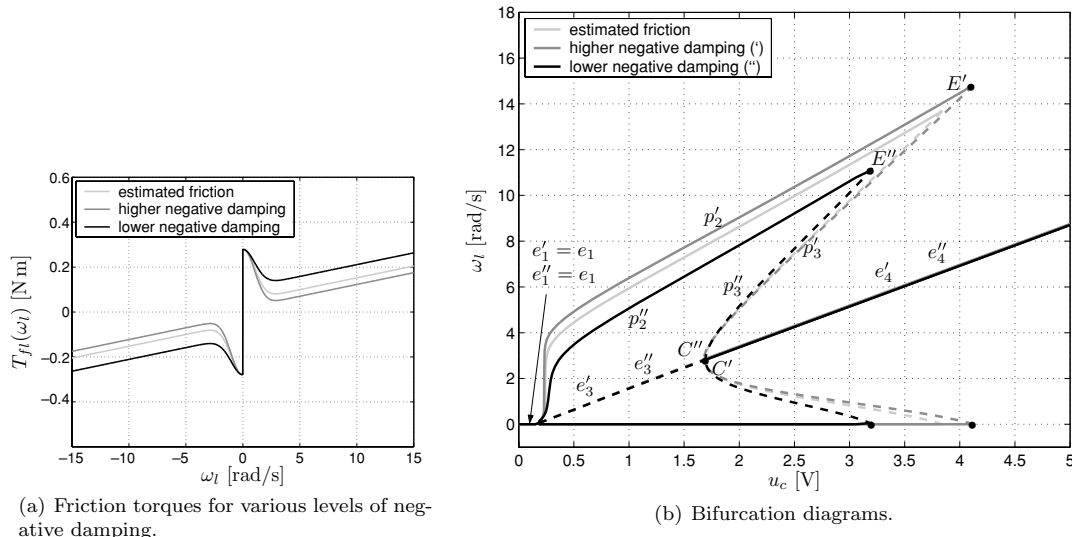 estimated friction
higher negative damping
lower negative damping
T_fl(ω_l) [N m]
0.6
0.4
0.2
0
−0.2
−0.4
−15
−10
−5
0
5
10
15
ω_l [rad/s]
(a) Friction torques for various levels of neg-
ative damping.
estimated friction
higher negative damping (‘)
lower negative damping (“)
ω_l [rad/s]
18
16
14
12
10
8
6
4
2
0
E′
E″
p′_2
p′_3
e′_1 = e_1
e″_1 = e_1
p″_3
p″_2
e″_4
e′_4
C″
C′
e″_3
e′_3
0
0.5
1
1.5
2
2.5
3
3.5
4
4.5
5
u_c [V]
(b) Bifurcation diagrams.